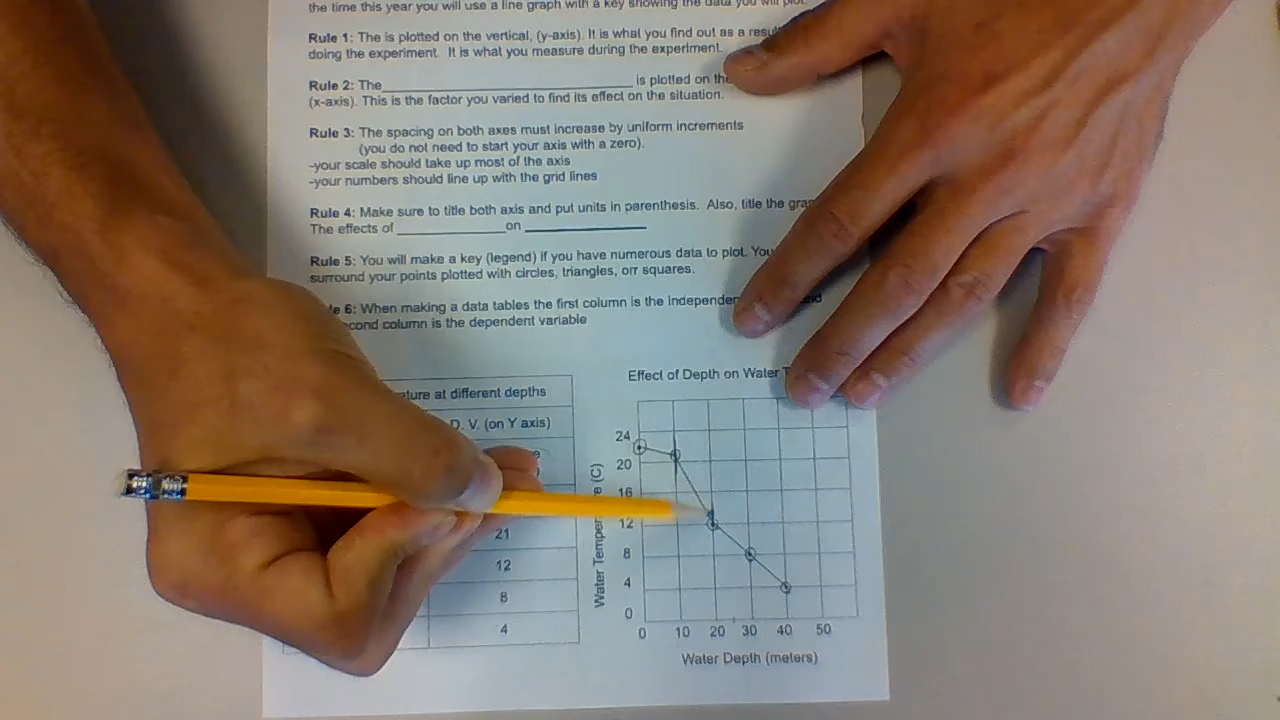 the time this year you will use a line graph with a key showing the data you will plot.
Rule 1: The is plotted on the vertical, (y-axis). It is what you find out as a
doing the experiment. It is what you measure during the experiment.
Rule 2: The______________________ is plotted on the
(x-axis). This is the factor you varied to find its effect on the situation.
Rule 3: The spacing on both axes must increase by uniform increments
(you do not need to start your axis with a zero).
-your scale should take up most of the axis
-your numbers should line up with the grid lines
Rule 4: Make sure to title both axis and put units in parenthesis. Also, title the
The effects of __________on ___________
Rule 5: You will make a key (legend) if you have numerous data to plot. You
surround your points plotted with circles, triangles, orr squares.
6: When making a data tables the first column is the
column is the dependent variable
at different depths
D. V. (on Y axis)
21
12
8
4
Effect of Depth on Water
24
20
16
12
8
4
0
0 10 20 30 40 50
Water Depth (meters)
Water (C)